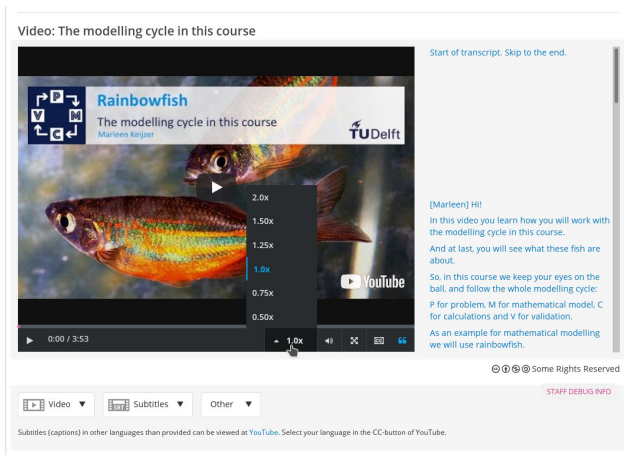 Video: The modelling cycle in this course
P
V M
C
Rainbowfish
The modelling cycle in this course
Marleen Keijzer
TUDelft
2.0x
1.50x
1.25x
1.0x
0.75x
0.50x
YouTube
0:00 / 3:53
1.0x
Start of transcript. Skip to the end.
[Marleen] Hi!
In this video you learn how you will work with
the modelling cycle in this course.
And at last, you will see what these fish are
about.
So, in this course we keep your eyes on the
ball, and follow the whole modelling cycle:
P for problem, M for mathematical model, C
for calculations and V for validation.
As an example for mathematical modelling
we will use rainbowfish.
Some Rights Reserved
STAFF DEBUG INFO
Video ▼
Subtitles ▼
Other ▼
Subtitles (captions) in other languages than provided can be viewed at YouTube. Select your language in the CC-button of YouTube.